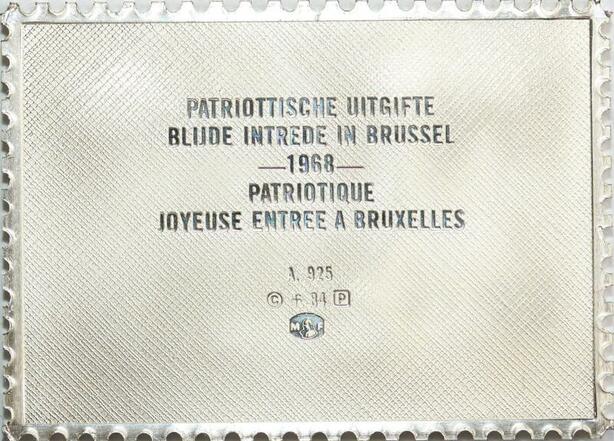 PATRIOTTISCHE UITGIFTE
BLIJDE INTREDE IN BRUSSEL
—1968—
PATRIOTIQUE
JOYEUSE ENTREE A BRUXELLES
A. 925
© 84 P
M F